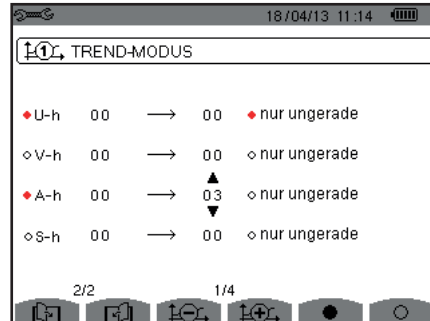 18/04/13 11:14
1 TREND-MODUS
U-h 00 → 00 nur ungerade
V-h 00 → 00 nur ungerade
A-h 00 → 03 nur ungerade
S-h 00 → 00 nur ungerade
2/2 1/4